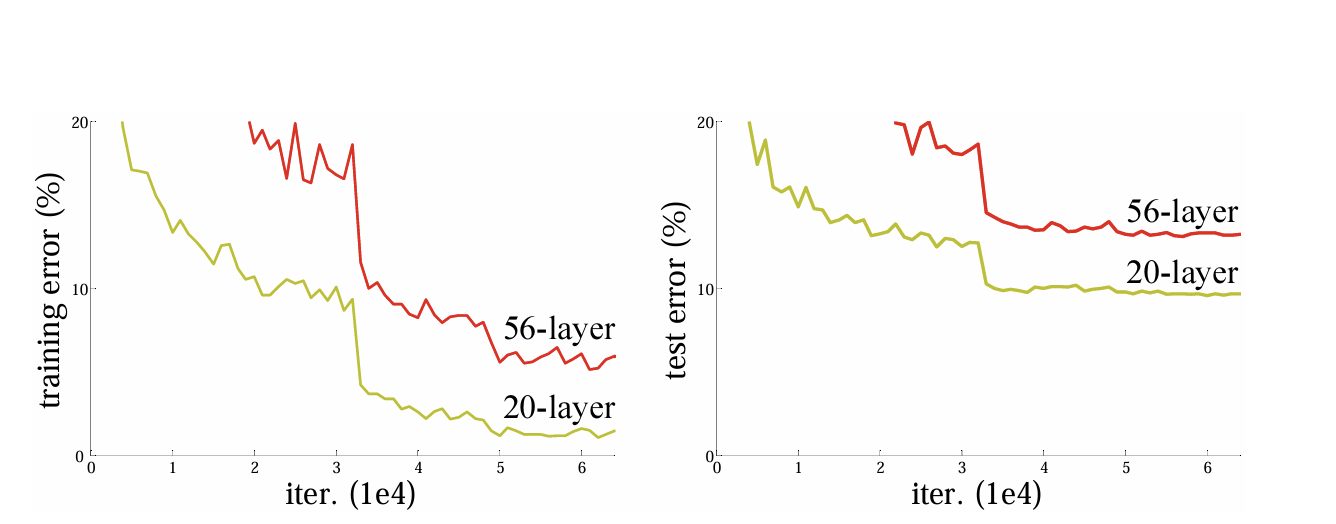 training error (%)
20
10
0
0 1 2 3 4 5 6
iter. (1e4)
56-layer
20-layer
test error (%)
20
10
0
0 1 2 3 4 5 6
iter. (1e4)
56-layer
20-layer